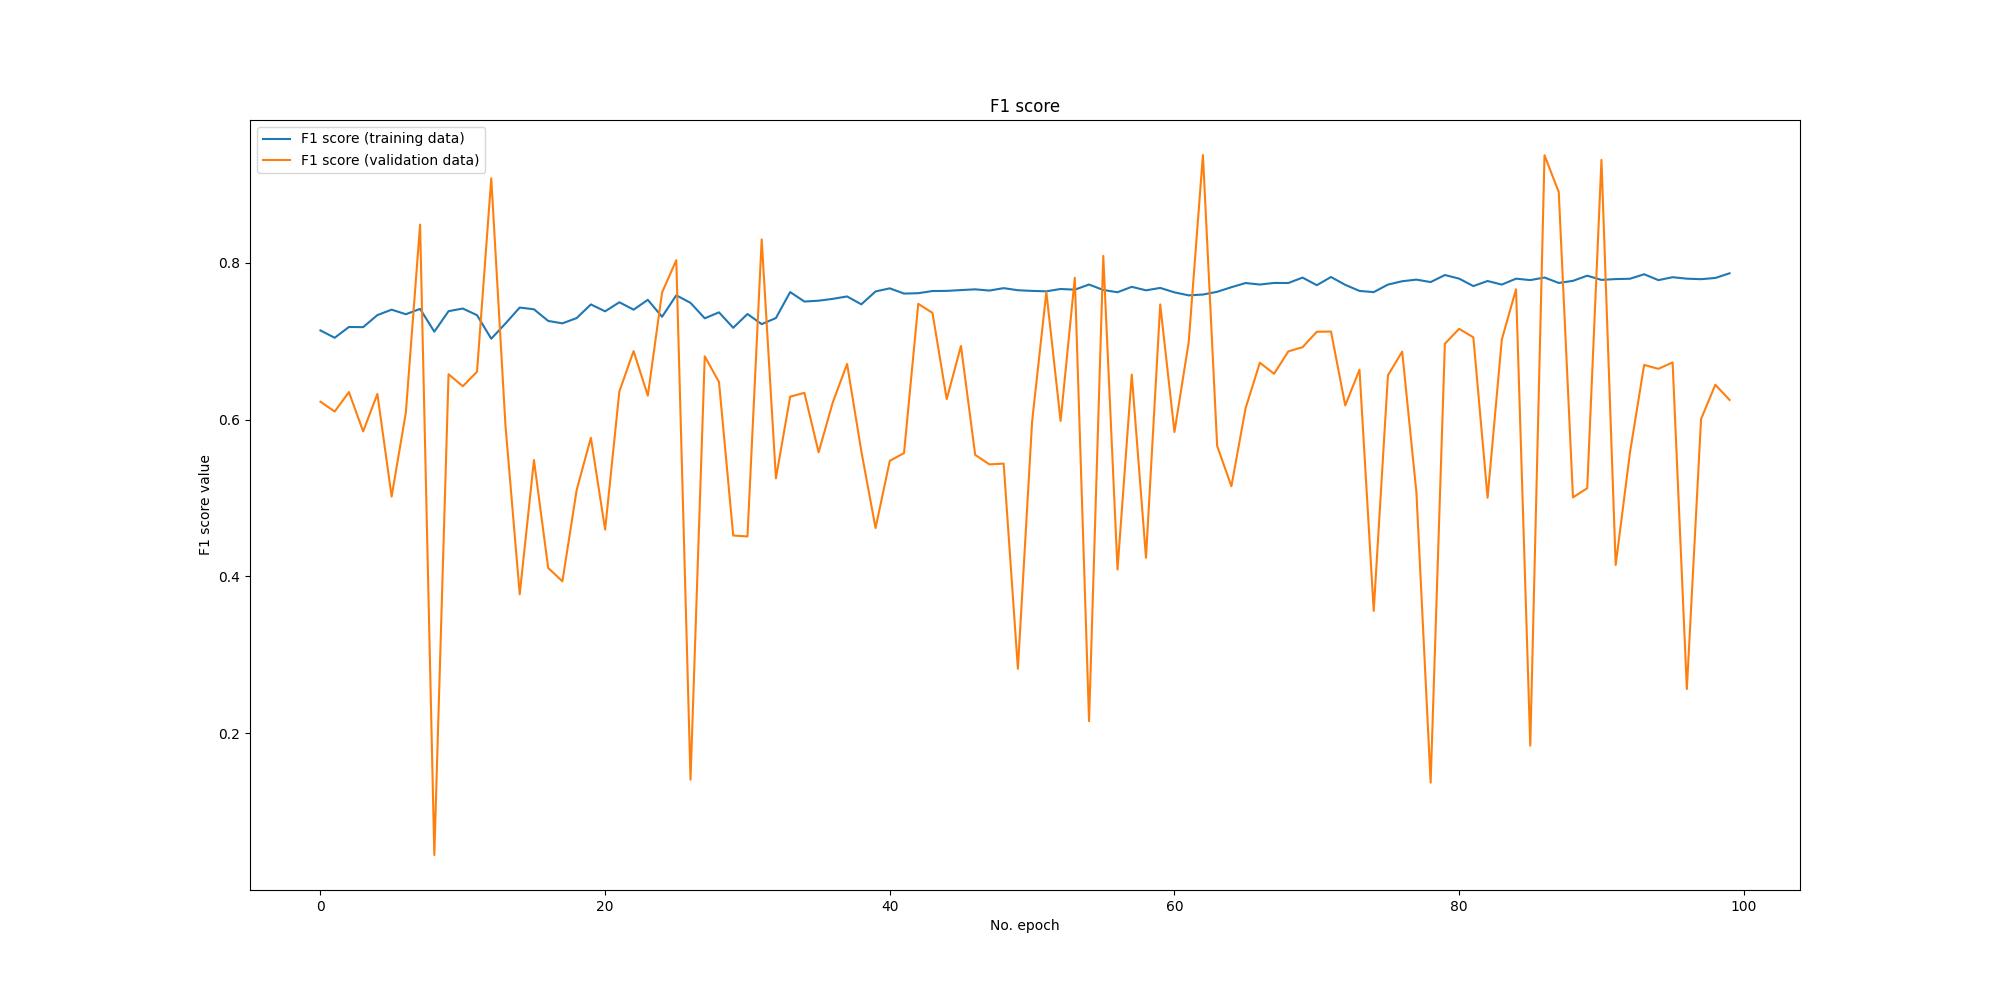 F1 score
F1 score (training data)
F1 score (validation data)
F1 score value
0.8
0.6
0.4
0.2
0 20 40 60 80 100
No. epoch